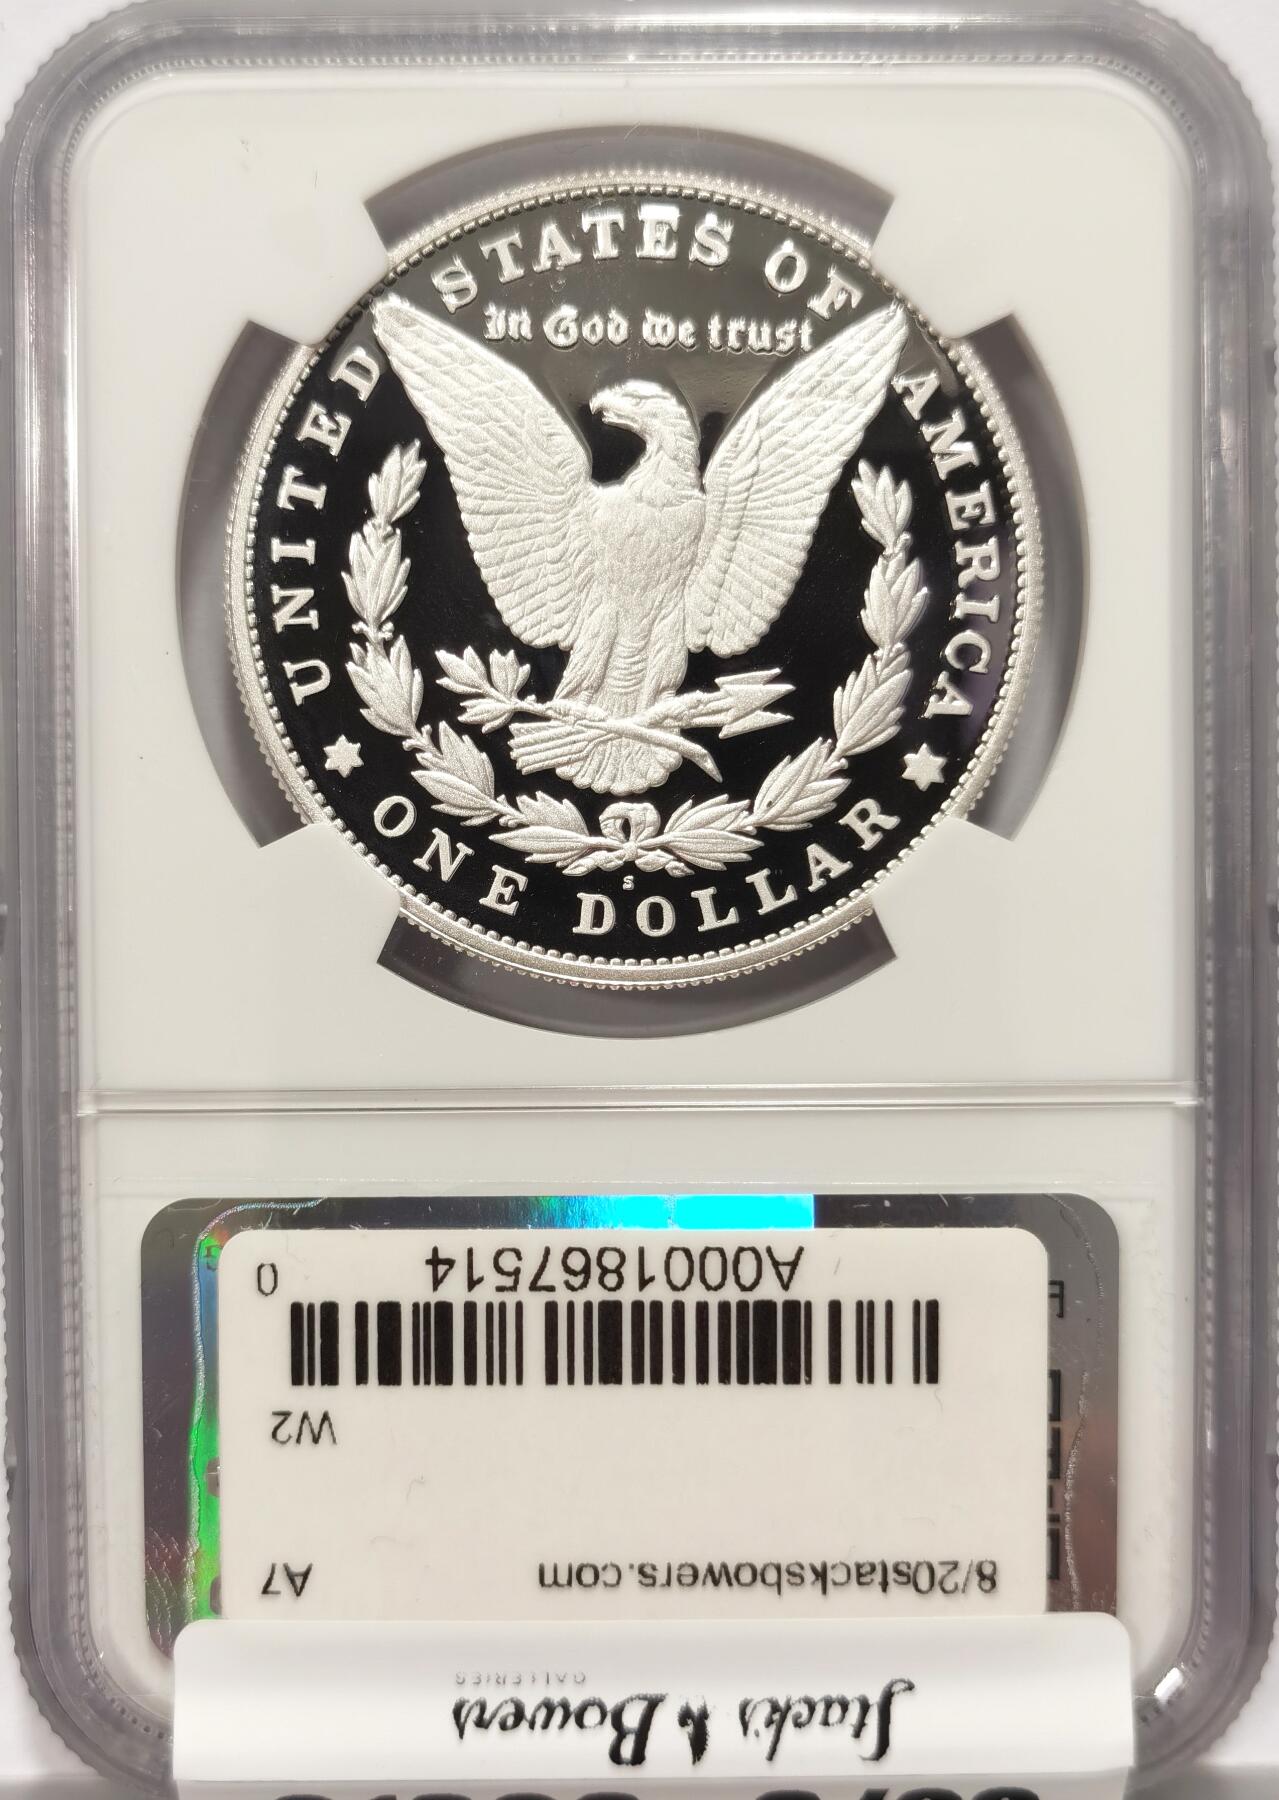 UNITED STATES OF AMERICA
In God we trust
S
ONE DOLLAR
Stack's Bowers
GALLERIES
8/20stacksbowers.com A7
W2
A00018667514 0